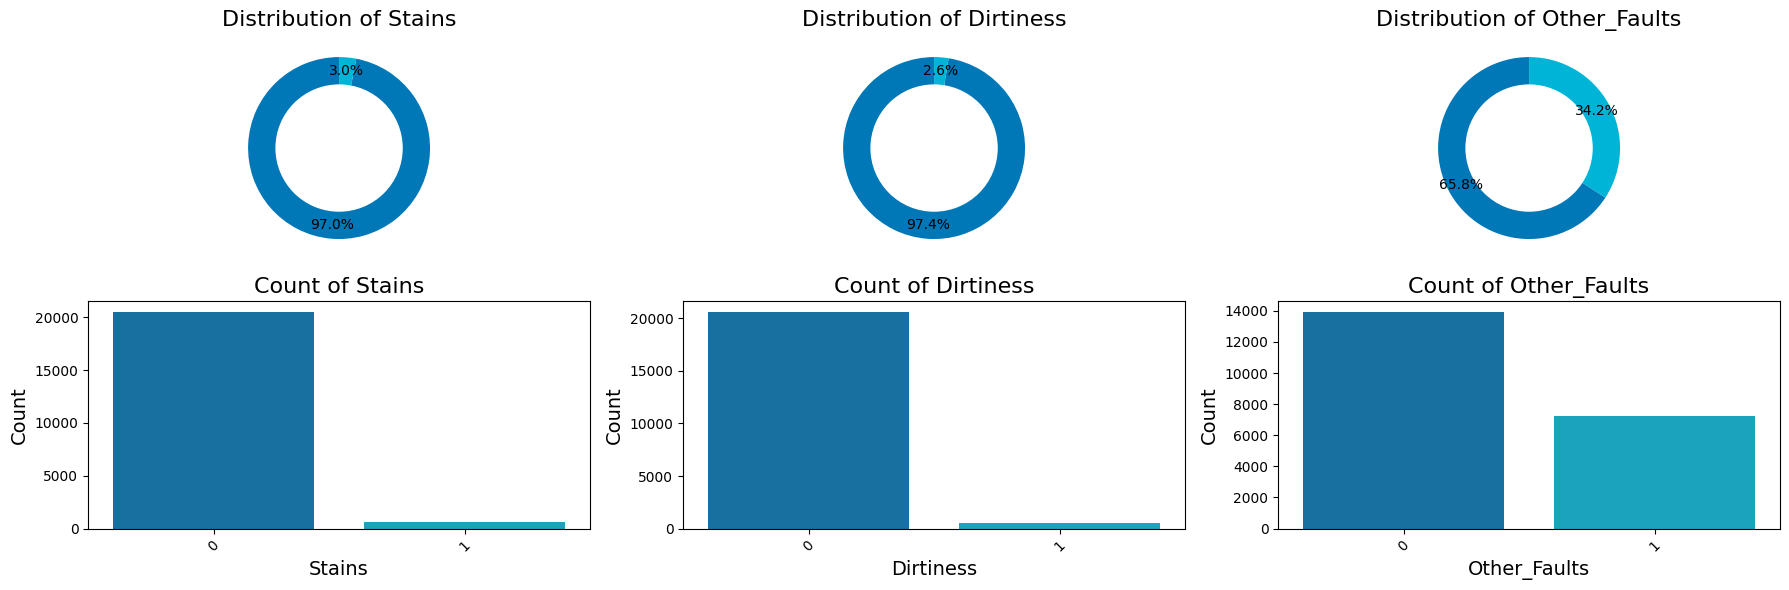 Distribution of Stains
3.0%
97.0%
Distribution of Dirtiness
2.6%
97.4%
Distribution of Other_Faults
34.2%
65.8%
Count of Stains
Count
20000
15000
10000
5000
0
0
1
Stains
Count of Dirtiness
Count
20000
15000
10000
5000
0
0
1
Dirtiness
Count of Other_Faults
Count
14000
12000
10000
8000
6000
4000
2000
0
0
1
Other_Faults